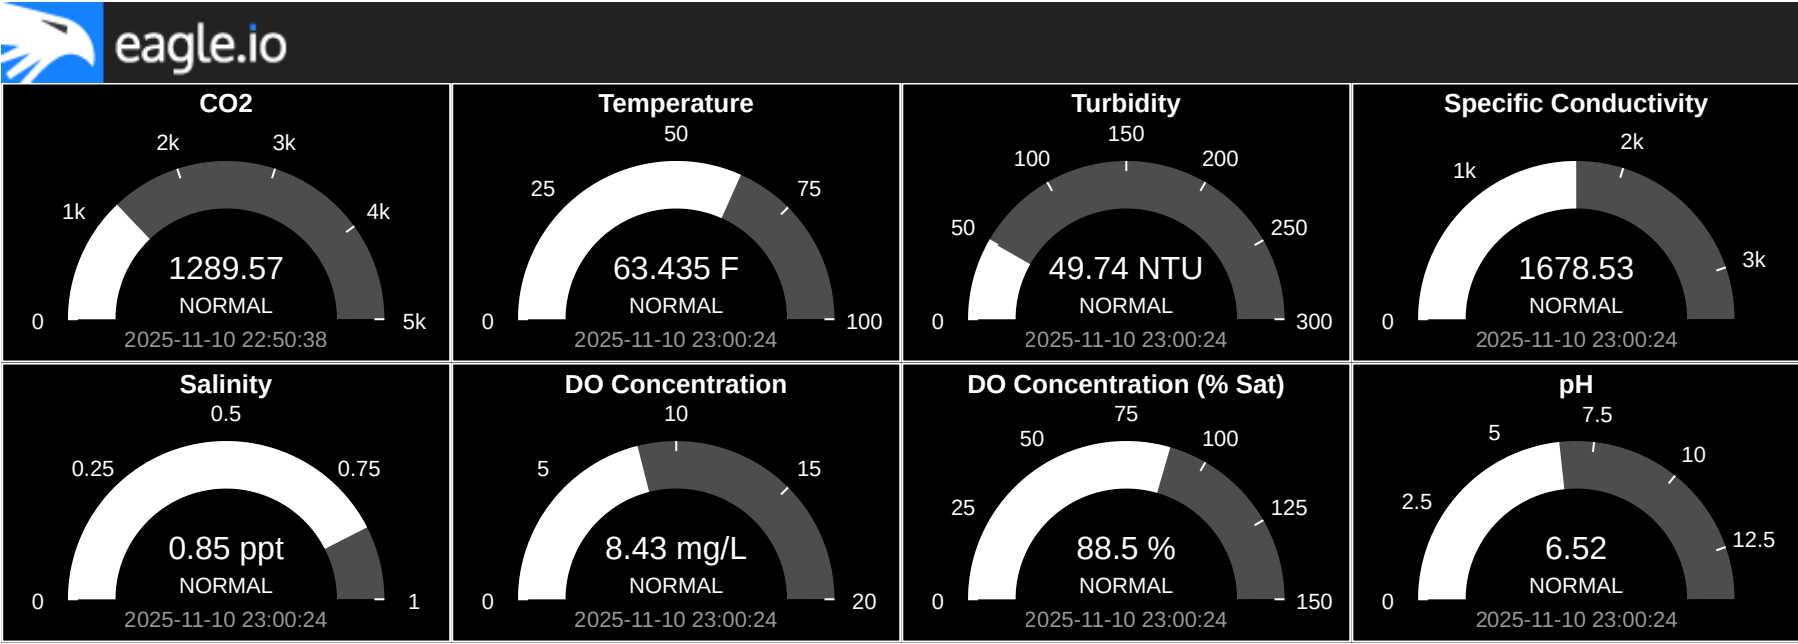 eagle.io
CO2
0
1k
2k
3k
4k
5k
1289.57
NORMAL
2025-11-10 22:50:38
Temperature
0
25
50
75
100
63.435 F
NORMAL
2025-11-10 23:00:24
Turbidity
0
50
100
150
200
250
300
49.74 NTU
NORMAL
2025-11-10 23:00:24
Specific Conductivity
0
1k
2k
3k
1678.53
NORMAL
2025-11-10 23:00:24
Salinity
0
0.25
0.5
0.75
1
0.85 ppt
NORMAL
2025-11-10 23:00:24
DO Concentration
0
5
10
15
20
8.43 mg/L
NORMAL
2025-11-10 23:00:24
DO Concentration (% Sat)
0
25
50
75
100
125
150
88.5 %
NORMAL
2025-11-10 23:00:24
pH
0
2.5
5
7.5
10
12.5
6.52
NORMAL
2025-11-10 23:00:24